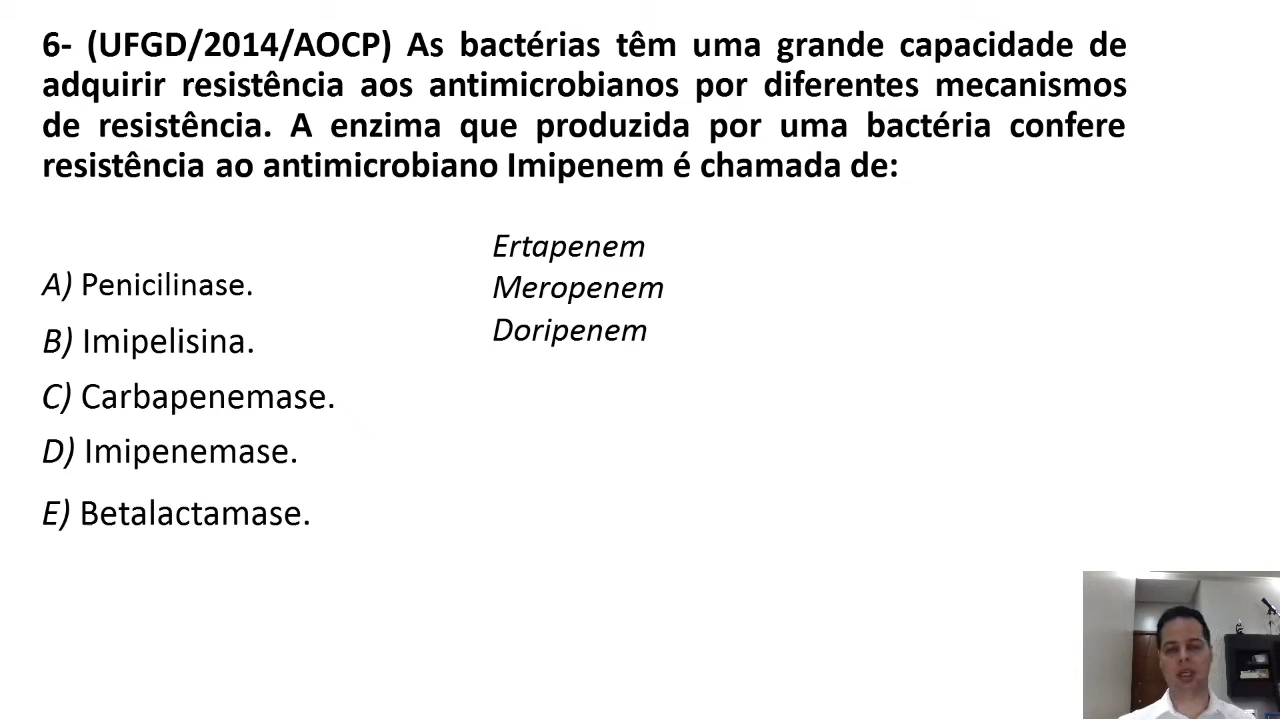 6- (UFGD/2014/AOCP) As bactérias têm uma grande capacidade de
adquirir resistência aos antimicrobianos por diferentes mecanismos
de resistência. A enzima que produzida por uma bactéria confere
resistência ao antimicrobiano Imipenem é chamada de:
A) Penicilinase.
B) Imipelisina.
C) Carbapenemase.
D) Imipenemase.
E) Betalactamase.
Ertapenem
Meropenem
Doripenem